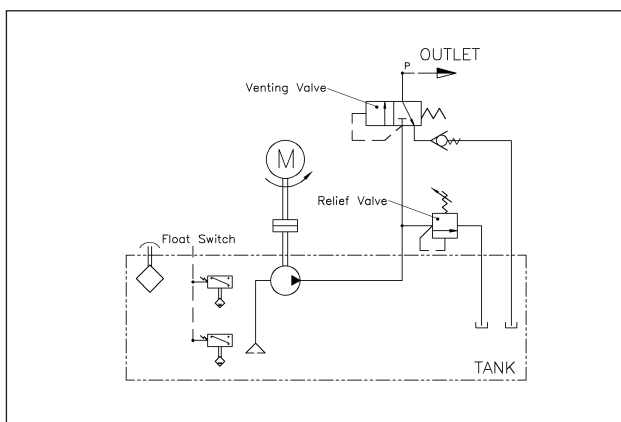 OUTLET
P
Venting Valve
M
Relief Valve
Float Switch
TANK